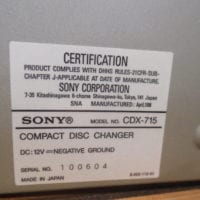 CERTIFICATION
PRODUCT COMPLIES WITH DHHS RULES-21CFR-SUB-
CHAPTER J-APPLICABLE AT DATE OF MANUFACTURE.
SONY CORPORATION
7-35 Kitashinagawa 6-chome Shinagawa-ku, Tokyo, 141 Japan
SNA MANUFACTURED: April,1998
SONY® MODEL NO. CDX-715
COMPACT DISC CHANGER
DC: 12V NEGATIVE GROUND
SERIAL NO. 100604
MADE IN JAPAN